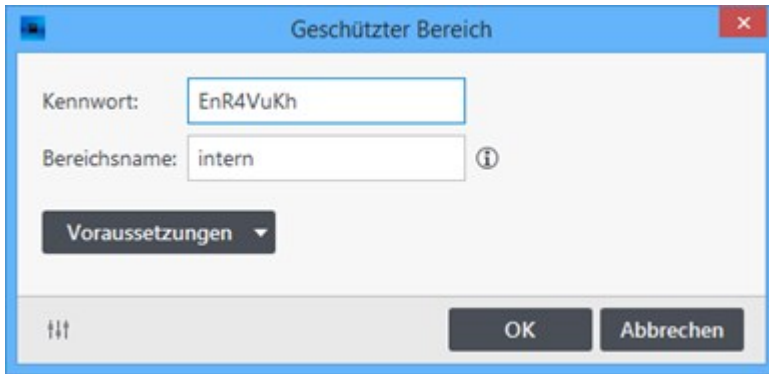 Geschützter Bereich
Kennwort: EnR4VuKh
Bereichsname: intern
Voraussetzungen
OK Abbrechen